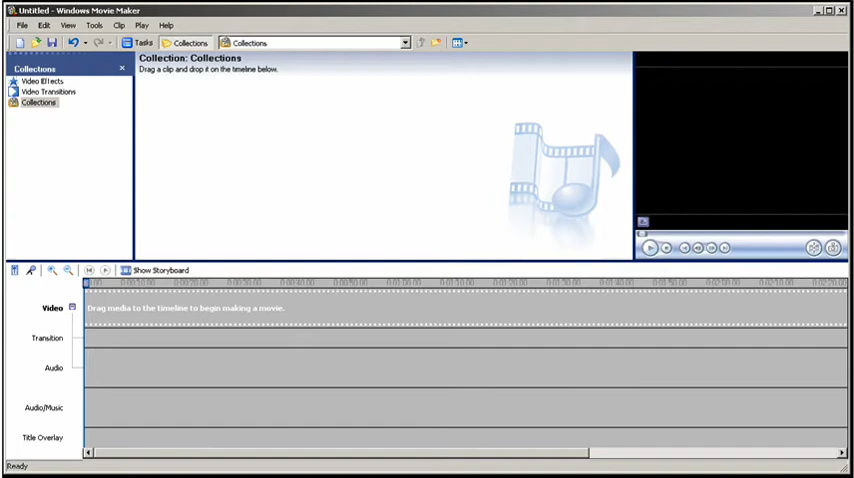 Untitled - Windows Movie Maker
File Edit View Tools Clip Play Help
Tasks Collections Collections
Collections
Video Effects
Video Transitions
Collections
Collection: Collections
Drag a clip and drop it on the timeline below.
Show Storyboard
Video
Drag media to the timeline to begin making a movie.
Transition
Audio
Audio/Music
Title Overlay
Ready